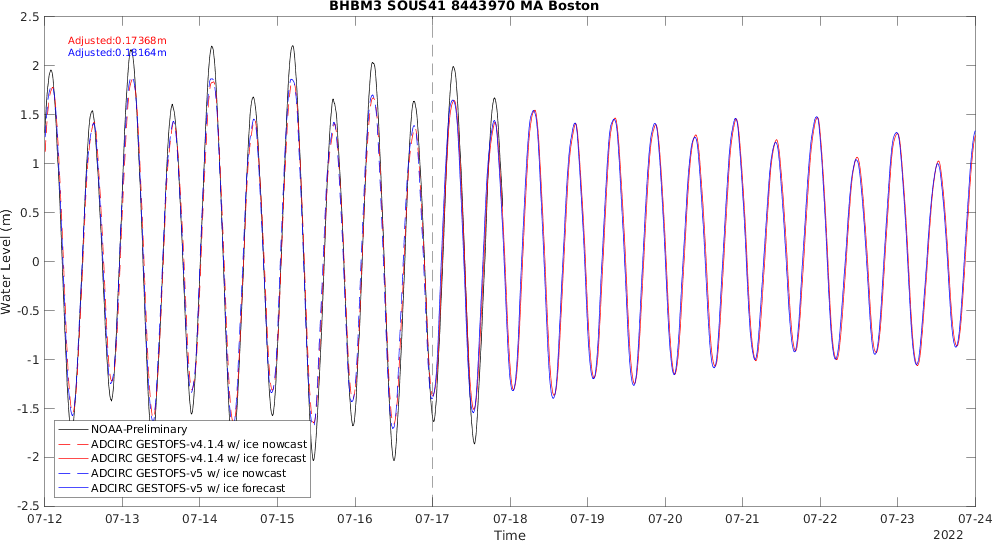 BHBM3 SOUS41 8443970 MA Boston
Adjusted:0.17368m
Adjusted:0.18164m
2.5
2
1.5
1
0.5
0
-0.5
-1
-1.5
-2
-2.5
Water Level (m)
NOAA-Preliminary
ADCIRC GESTOFS-v4.1.4 w/ ice nowcast
ADCIRC GESTOFS-v4.1.4 w/ ice forecast
ADCIRC GESTOFS-v5 w/ ice nowcast
ADCIRC GESTOFS-v5 w/ ice forecast
07-12 07-13 07-14 07-15 07-16 07-17 07-18 07-19 07-20 07-21 07-22 07-23 07-24
Time
2022